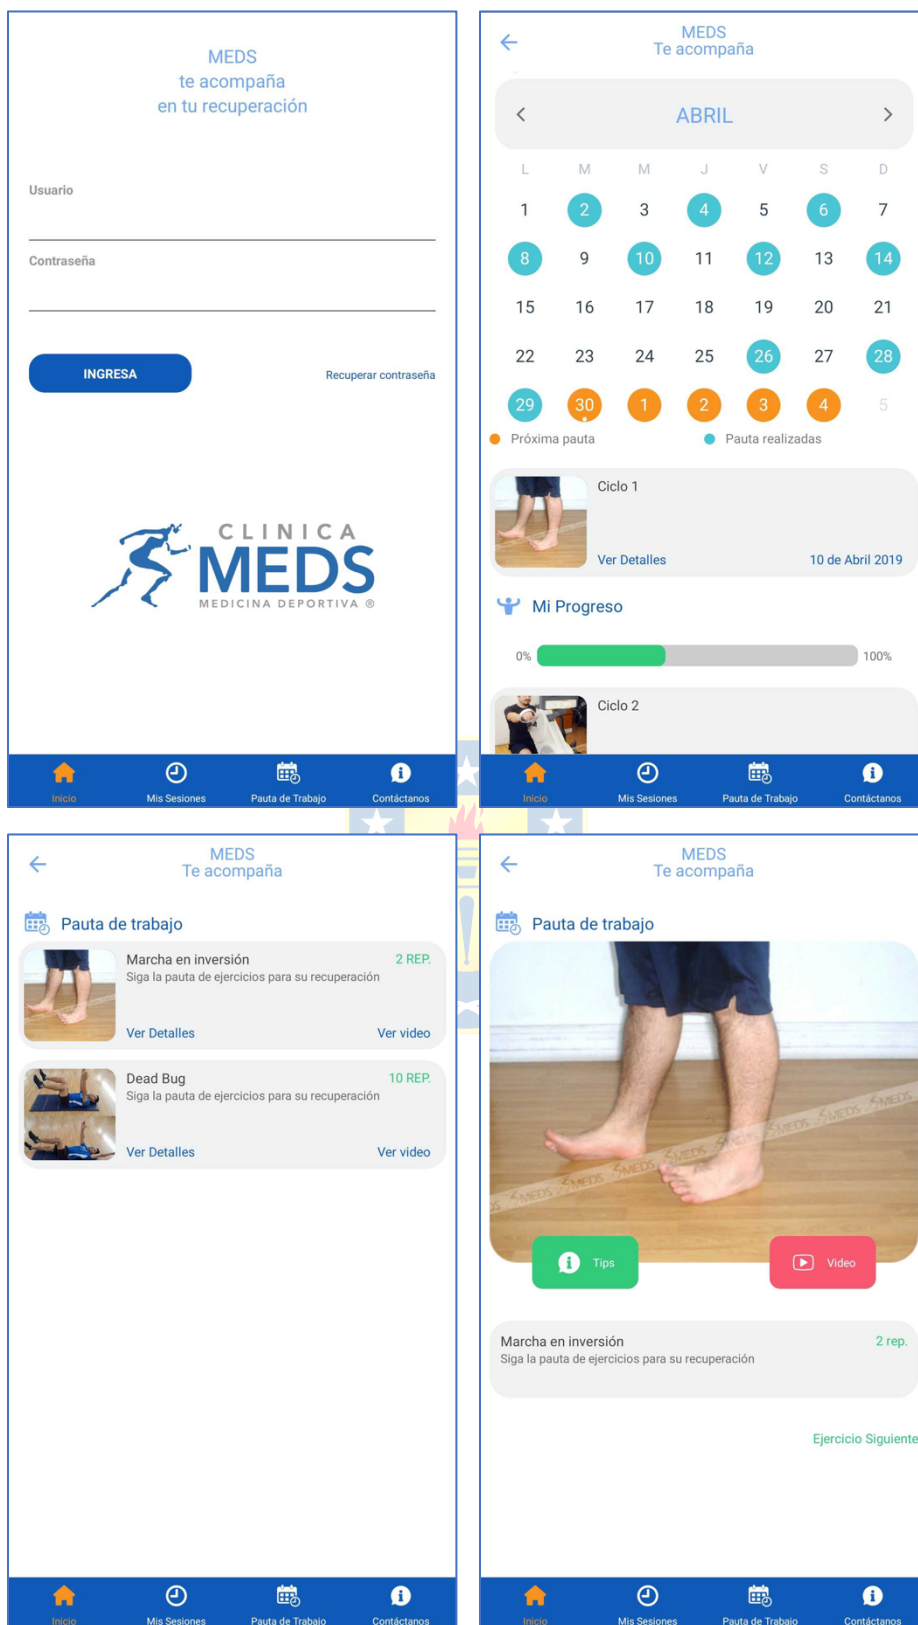 MEDS
te acompaña
en tu recuperación
Usuario
Contraseña
INGRESA
Recuperar contraseña
CLINICA
MEDS
MEDICINA DEPORTIVA ®
Inicio
Mis Sesiones
Pauta de Trabajo
Contáctanos
MEDS
Te acompaña
ABRIL
L M M J V S D
1 2 3 4 5 6 7
8 9 10 11 12 13 14
15 16 17 18 19 20 21
22 23 24 25 26 27 28
29 30 1 2 3 4 5
Próxima pauta
Pauta realizadas
Ciclo 1
Ver Detalles
10 de Abril 2019
Mi Progreso
0%
100%
Ciclo 2
Inicio
Mis Sesiones
Pauta de Trabajo
Contáctanos
MEDS
Te acompaña
Pauta de trabajo
Marcha en inversión
2 REP.
Siga la pauta de ejercicios para su recuperación
Ver Detalles
Ver video
Dead Bug
10 REP.
Siga la pauta de ejercicios para su recuperación
Ver Detalles
Ver video
Inicio
Mis Sesiones
Pauta de Trabajo
Contáctanos
MEDS
Te acompaña
Pauta de trabajo
MEDS MEDS MEDS MEDS MEDS MEDS MEDS
Tips
Video
Marcha en inversión
2 rep.
Siga la pauta de ejercicios para su recuperación
Ejercicio Siguiente
Inicio
Mis Sesiones
Pauta de Trabajo
Contáctanos